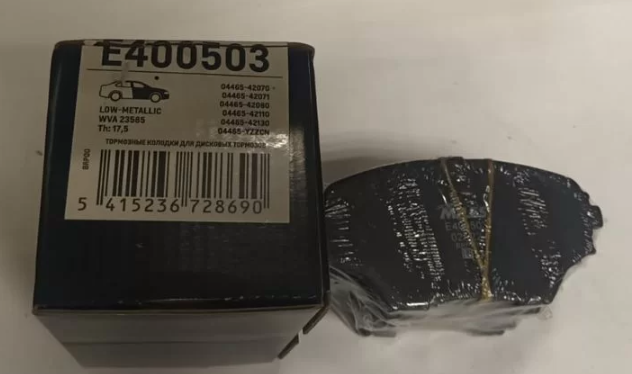 E400503
04465-42070
04465-42071
04465-42080
04465-42110
04465-42130
04465-YZZCN
LOW-METALLIC
WVA 23565
Th: 17,5
ТОРМОЗНЫЕ КОЛОДКИ ДЛЯ ДИСКОВЫХ ТОРМОЗОВ
5 415236 728690